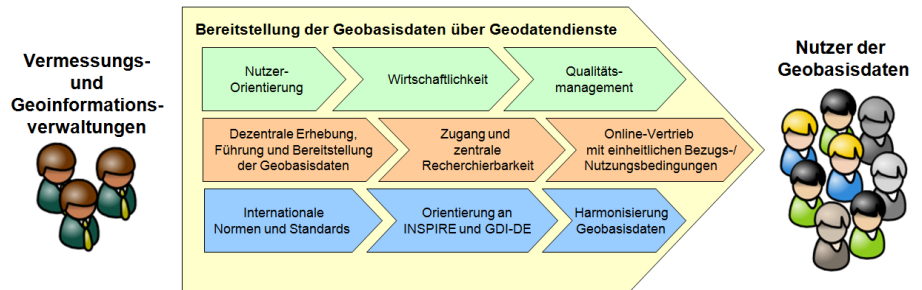 Bereitstellung der Geobasisdaten über Geodatendienste
Vermessungs-
und
Geoinformations-
verwaltungen
Nutzer-
Orientierung
Wirtschaftlichkeit
Qualitäts-
management
Dezentrale Erhebung,
Führung und Bereitstellung
der Geobasisdaten
Zugang und
zentrale
Recherchierbarkeit
Online-Vertrieb
mit einheitlichen Bezugs-/
Nutzungsbedingungen
Internationale
Normen und Standards
Orientierung an
INSPIRE und GDI-DE
Harmonisierung
Geobasisdaten
Nutzer der
Geobasisdaten